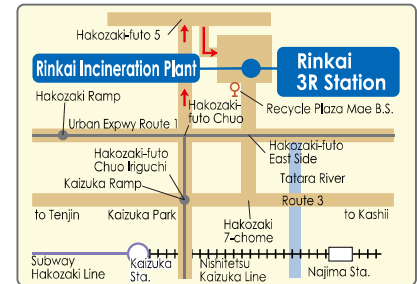 Hakozaki-futo 5
Rinkai Incineration Plant
Rinkai
3R Station
Hakozaki Ramp
Hakozaki-
futo Chuo
Recycle Plaza Mae B.S.
Urban Expwy Route 1
Hakozaki-futo
Chuo Iriguchi
Hakozaki-futo
East Side
Kaizuka Ramp
Tatara River
Route 3
to Tenjin
Kaizuka Park
Hakozaki
7-chome
to Kashii
Subway
Hakozaki Line
Kaizuka
Sta.
Nishitetsu
Kaizuka Line
Najima Sta.